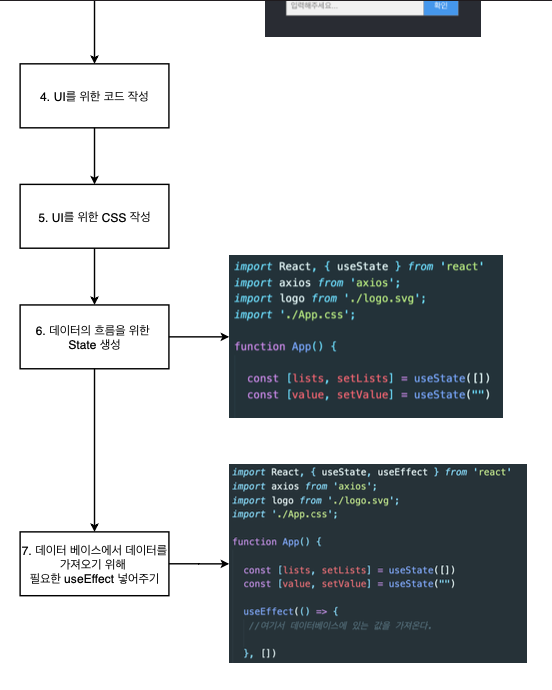 입력해주세요...
확인
4. UI를 위한 코드 작성
5. UI를 위한 CSS 작성
6. 데이터의 흐름을 위한
State 생성
import React, { useState } from 'react'
import axios from 'axios';
import logo from './logo.svg';
import './App.css';
function App() {
const [lists, setLists] = useState([])
const [value, setValue] = useState("")
7. 데이터 베이스에서 데이터를
가져오기 위해
필요한 useEffect 넣어주기
import React, { useState, useEffect } from 'react'
import axios from 'axios';
import logo from './logo.svg';
import './App.css';
function App() {
const [lists, setLists] = useState([])
const [value, setValue] = useState("")
useEffect(() => {
//여기서 데이터베이스에 있는 값을 가져온다.
}, [])